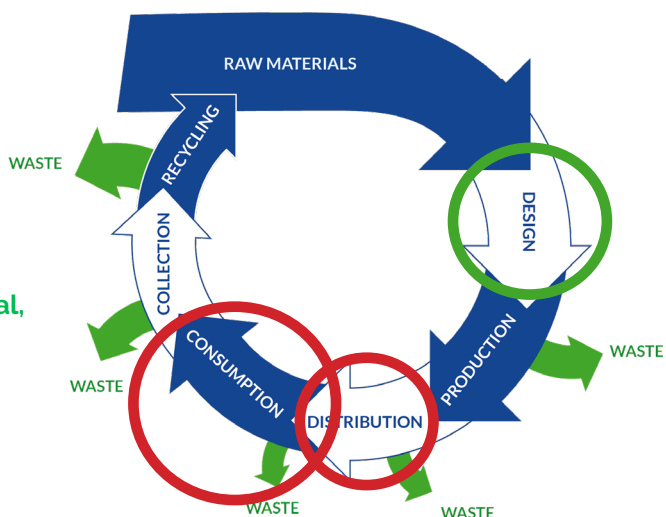 RAW MATERIALS
WASTE
RECYCLING
DESIGN
COLLECTION
al,
PRODUCTION
WASTE
CONSUMPTION
WASTE
DISTRIBUTION
WASTE
WASTE